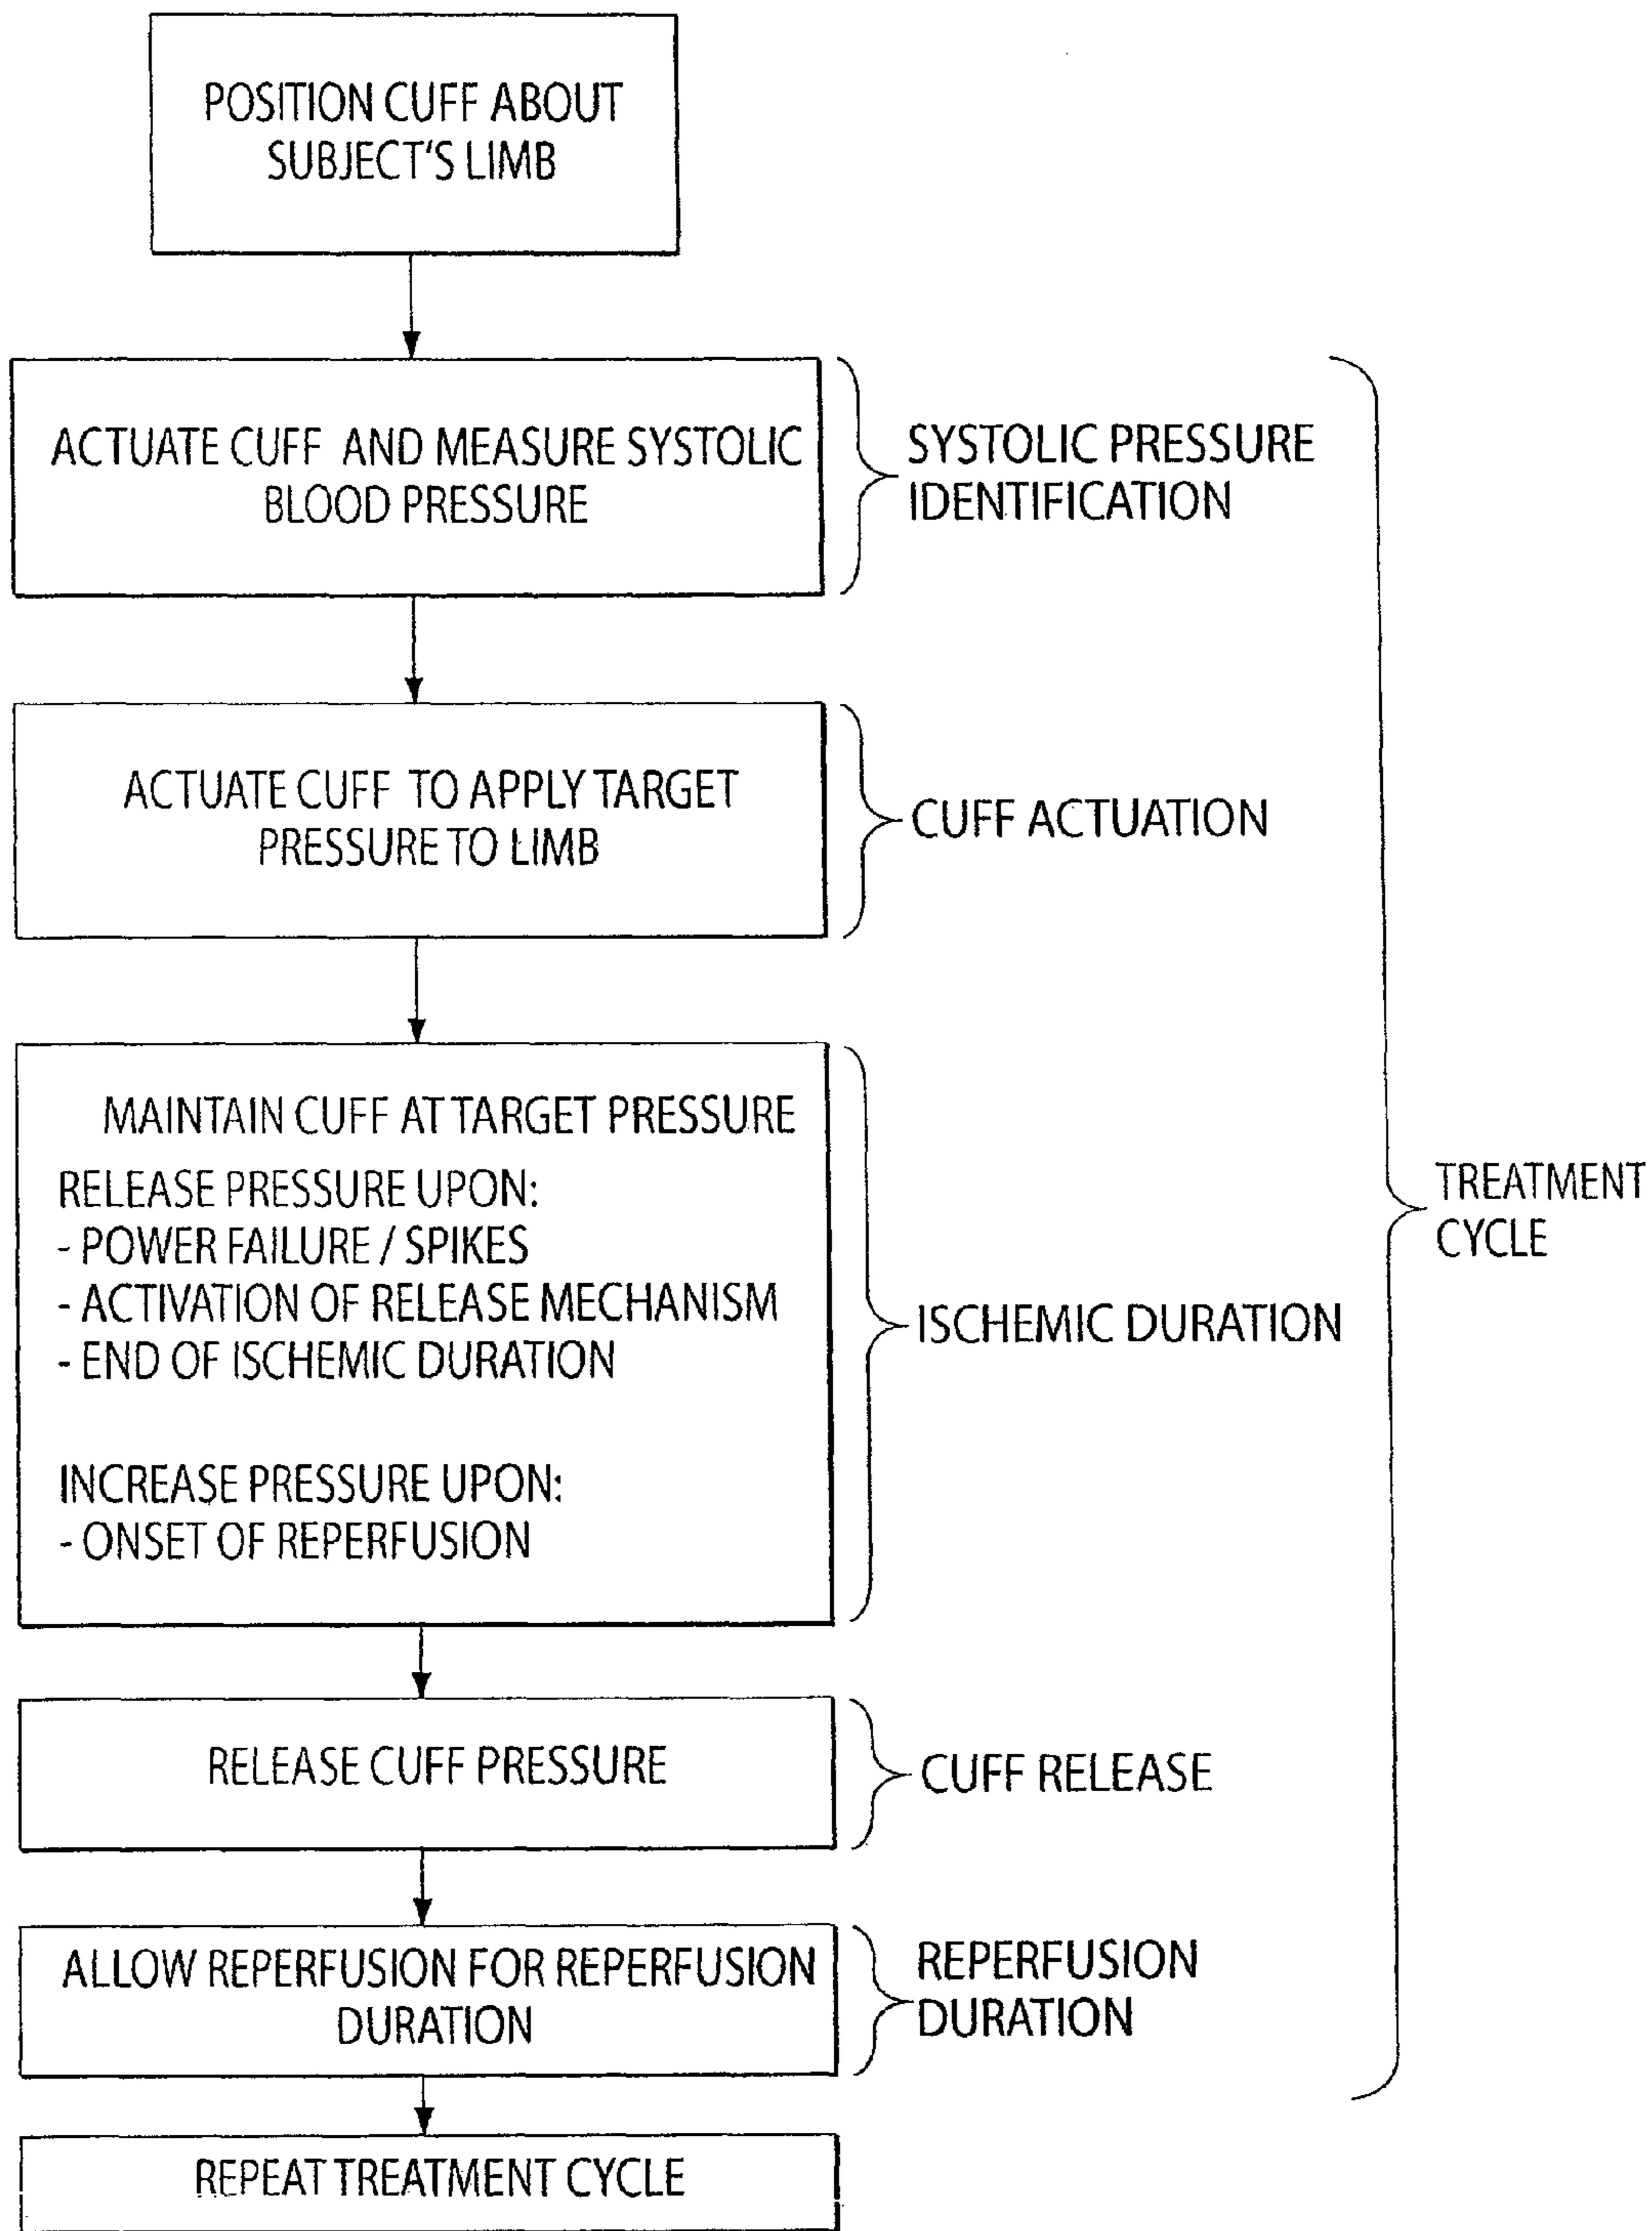 POSITION CUFF ABOUT
SUBJECT'S LIMB
ACTUATE CUFF AND MEASURE SYSTOLIC
BLOOD PRESSURE
SYSTOLIC PRESSURE
IDENTIFICATION
ACTUATE CUFF TO APPLY TARGET
PRESSURE TO LIMB
CUFF ACTUATION
MAINTAIN CUFF AT TARGET PRESSURE
RELEASE PRESSURE UPON:
- POWER FAILURE / SPIKES
- ACTIVATION OF RELEASE MECHANISM
- END OF ISCHEMIC DURATION
INCREASE PRESSURE UPON:
- ONSET OF REPERFUSION
ISCHEMIC DURATION
RELEASE CUFF PRESSURE
CUFF RELEASE
ALLOW REPERFUSION FOR REPERFUSION
DURATION
REPERFUSION
DURATION
TREATMENT
CYCLE
REPEAT TREATMENT CYCLE